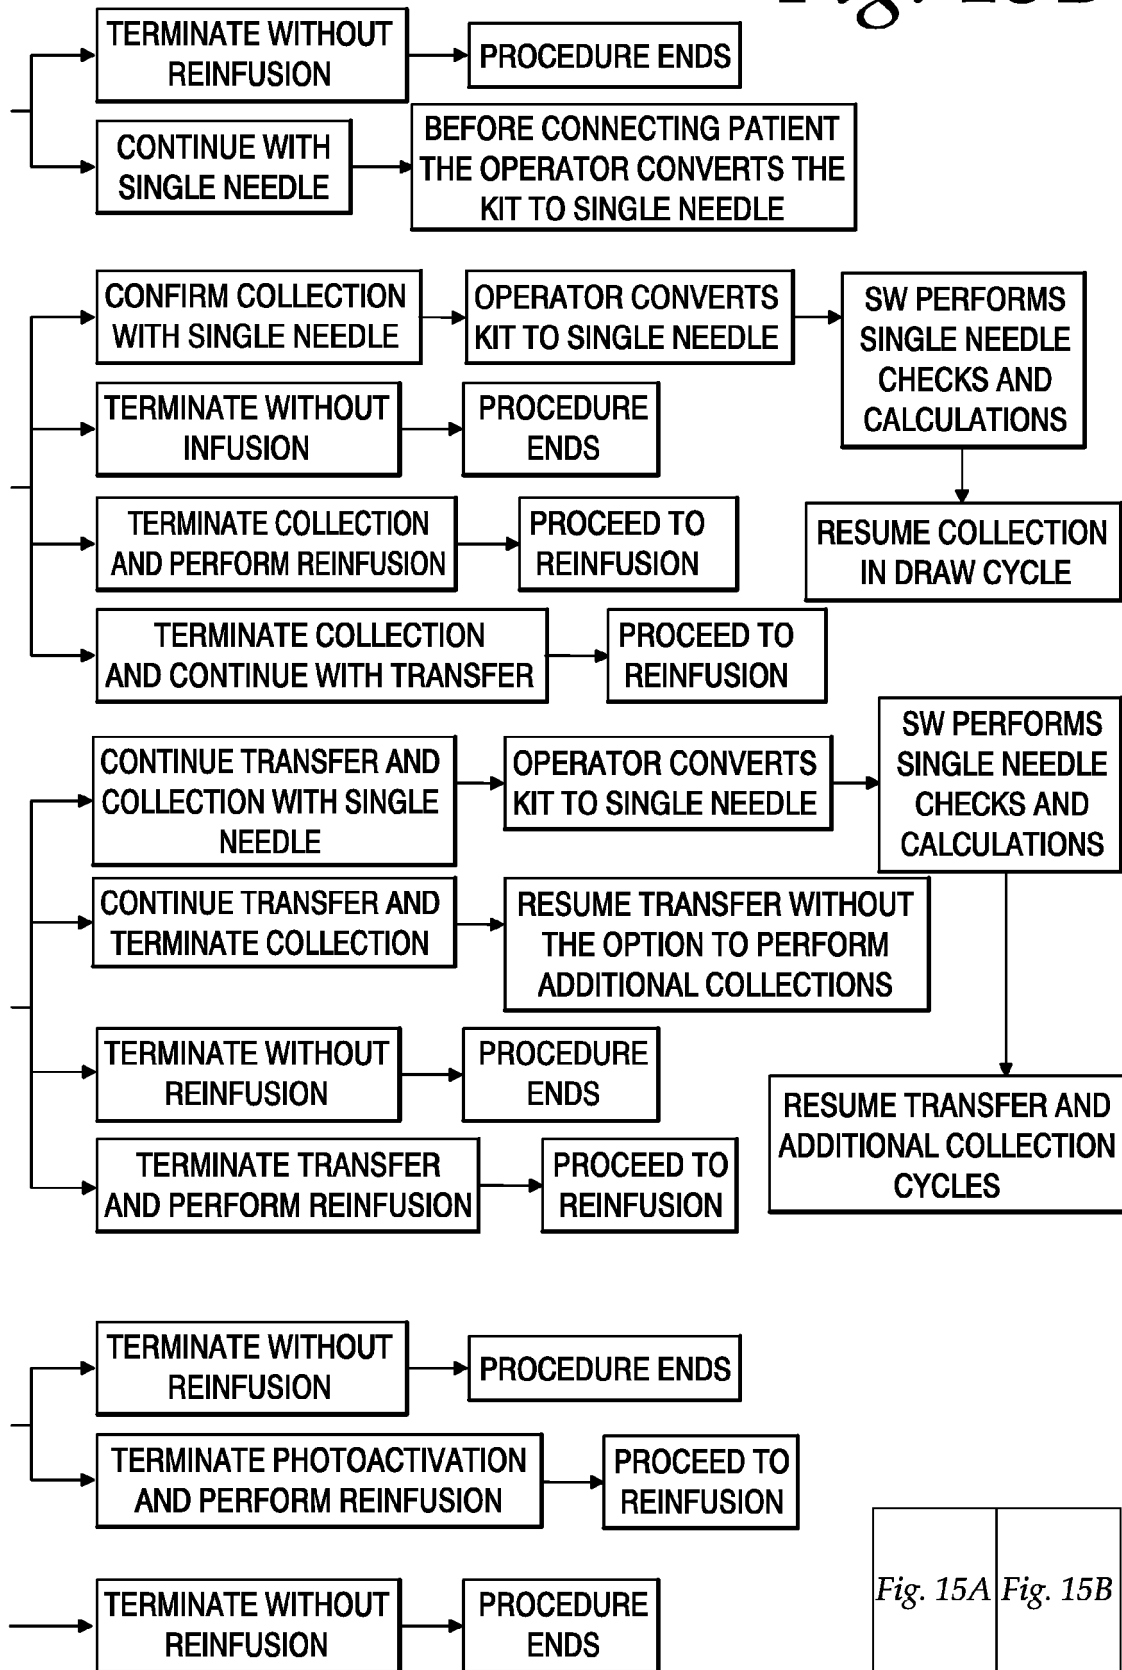 Fig. 15B
TERMINATE WITHOUT
REINFUSION
PROCEDURE ENDS
CONTINUE WITH
SINGLE NEEDLE
BEFORE CONNECTING PATIENT
THE OPERATOR CONVERTS THE
KIT TO SINGLE NEEDLE
CONFIRM COLLECTION
WITH SINGLE NEEDLE
OPERATOR CONVERTS
KIT TO SINGLE NEEDLE
SW PERFORMS
SINGLE NEEDLE
CHECKS AND
CALCULATIONS
TERMINATE WITHOUT
INFUSION
PROCEDURE
ENDS
TERMINATE COLLECTION
AND PERFORM REINFUSION
PROCEED TO
REINFUSION
RESUME COLLECTION
IN DRAW CYCLE
TERMINATE COLLECTION
AND CONTINUE WITH TRANSFER
PROCEED TO
REINFUSION
CONTINUE TRANSFER AND
COLLECTION WITH SINGLE
NEEDLE
OPERATOR CONVERTS
KIT TO SINGLE NEEDLE
SW PERFORMS
SINGLE NEEDLE
CHECKS AND
CALCULATIONS
CONTINUE TRANSFER AND
TERMINATE COLLECTION
RESUME TRANSFER WITHOUT
THE OPTION TO PERFORM
ADDITIONAL COLLECTIONS
TERMINATE WITHOUT
REINFUSION
PROCEDURE
ENDS
RESUME TRANSFER AND
ADDITIONAL COLLECTION
CYCLES
TERMINATE TRANSFER
AND PERFORM REINFUSION
PROCEED TO
REINFUSION
TERMINATE WITHOUT
REINFUSION
PROCEDURE ENDS
TERMINATE PHOTOACTIVATION
AND PERFORM REINFUSION
PROCEED TO
REINFUSION
TERMINATE WITHOUT
REINFUSION
PROCEDURE
ENDS
Fig. 15A
Fig. 15B